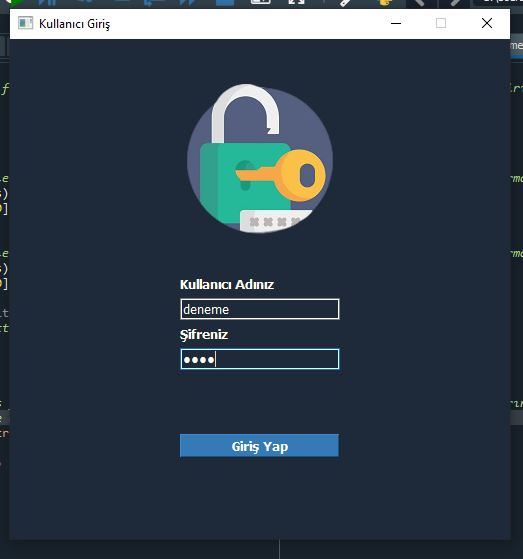 Kullanıcı Giriş
Kullanıcı Adınız
deneme
Şifreniz
Giriş Yap